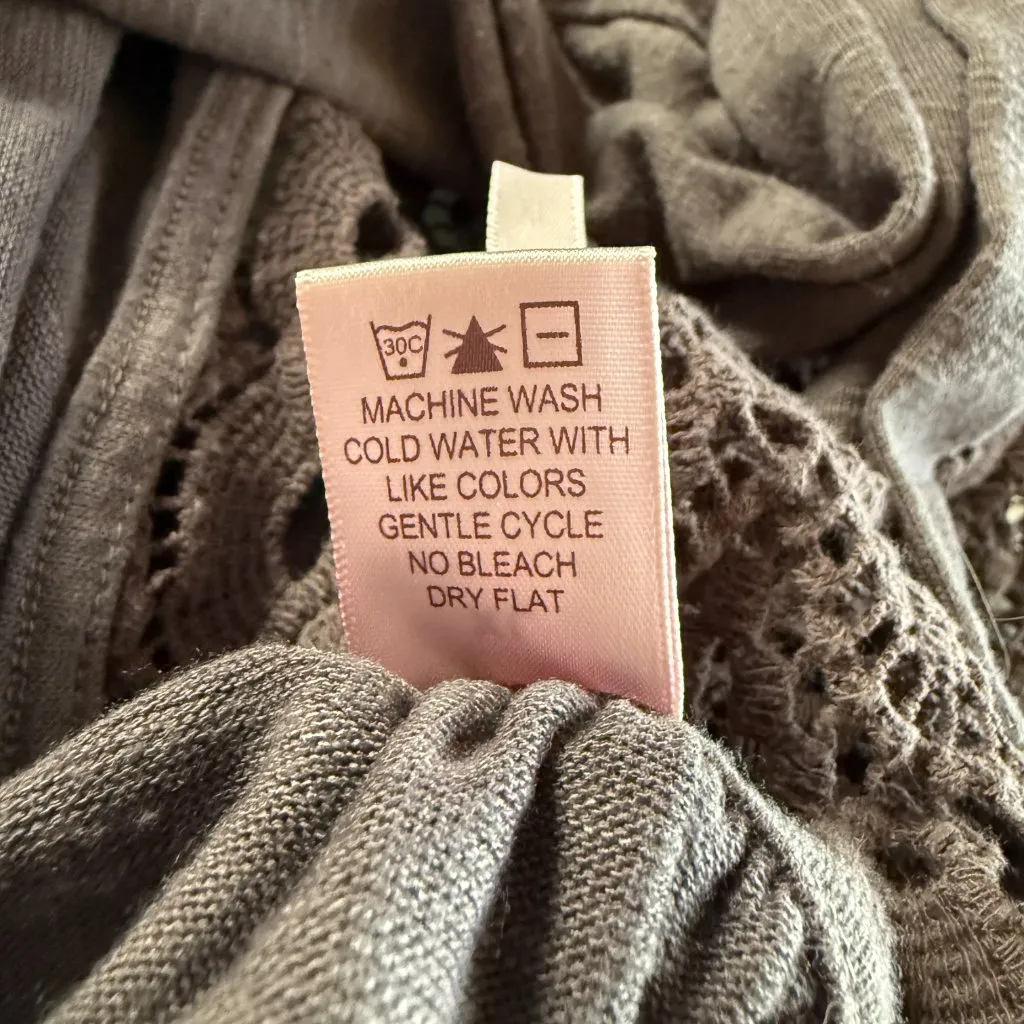 30C
MACHINE WASH
COLD WATER WITH
LIKE COLORS
GENTLE CYCLE
NO BLEACH
DRY FLAT